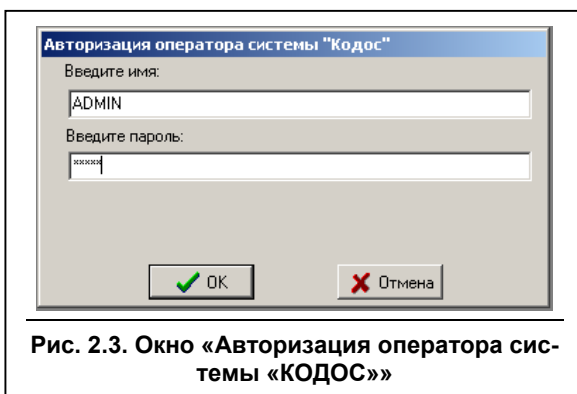 Авторизация оператора системы "Кодос"
Введите имя:
ADMIN
Введите пароль:
*****
OK
Отмена
Рис. 2.3. Окно «Авторизация оператора сис-
темы «КОДОС»»